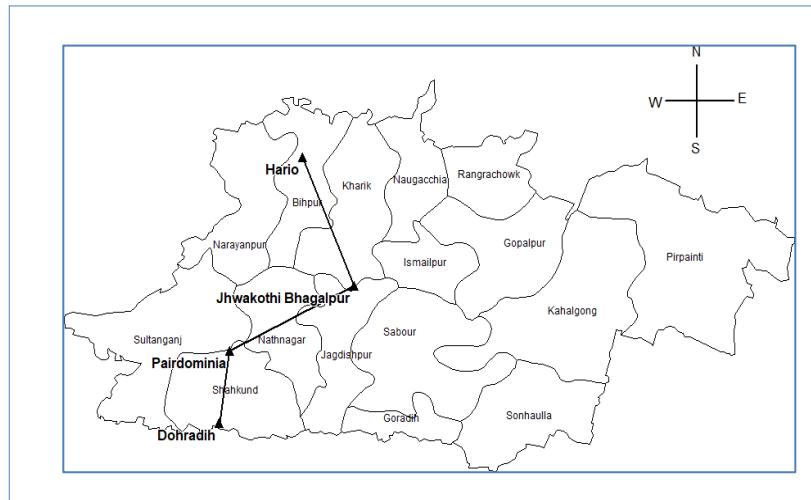 N
W
E
S
Hario
Kharik
Naugacchia
Rangrachowk
Bihpur
Narayanpur
Gopalpur
Ismailpur
Pirpainti
Jhwakothi Bhagalpur
Sabour
Kahalgong
Sultanganj
Nathnagar
Jagdishpur
Pairdominia
Shahkund
Goradih
Sonhaulla
Dohradih